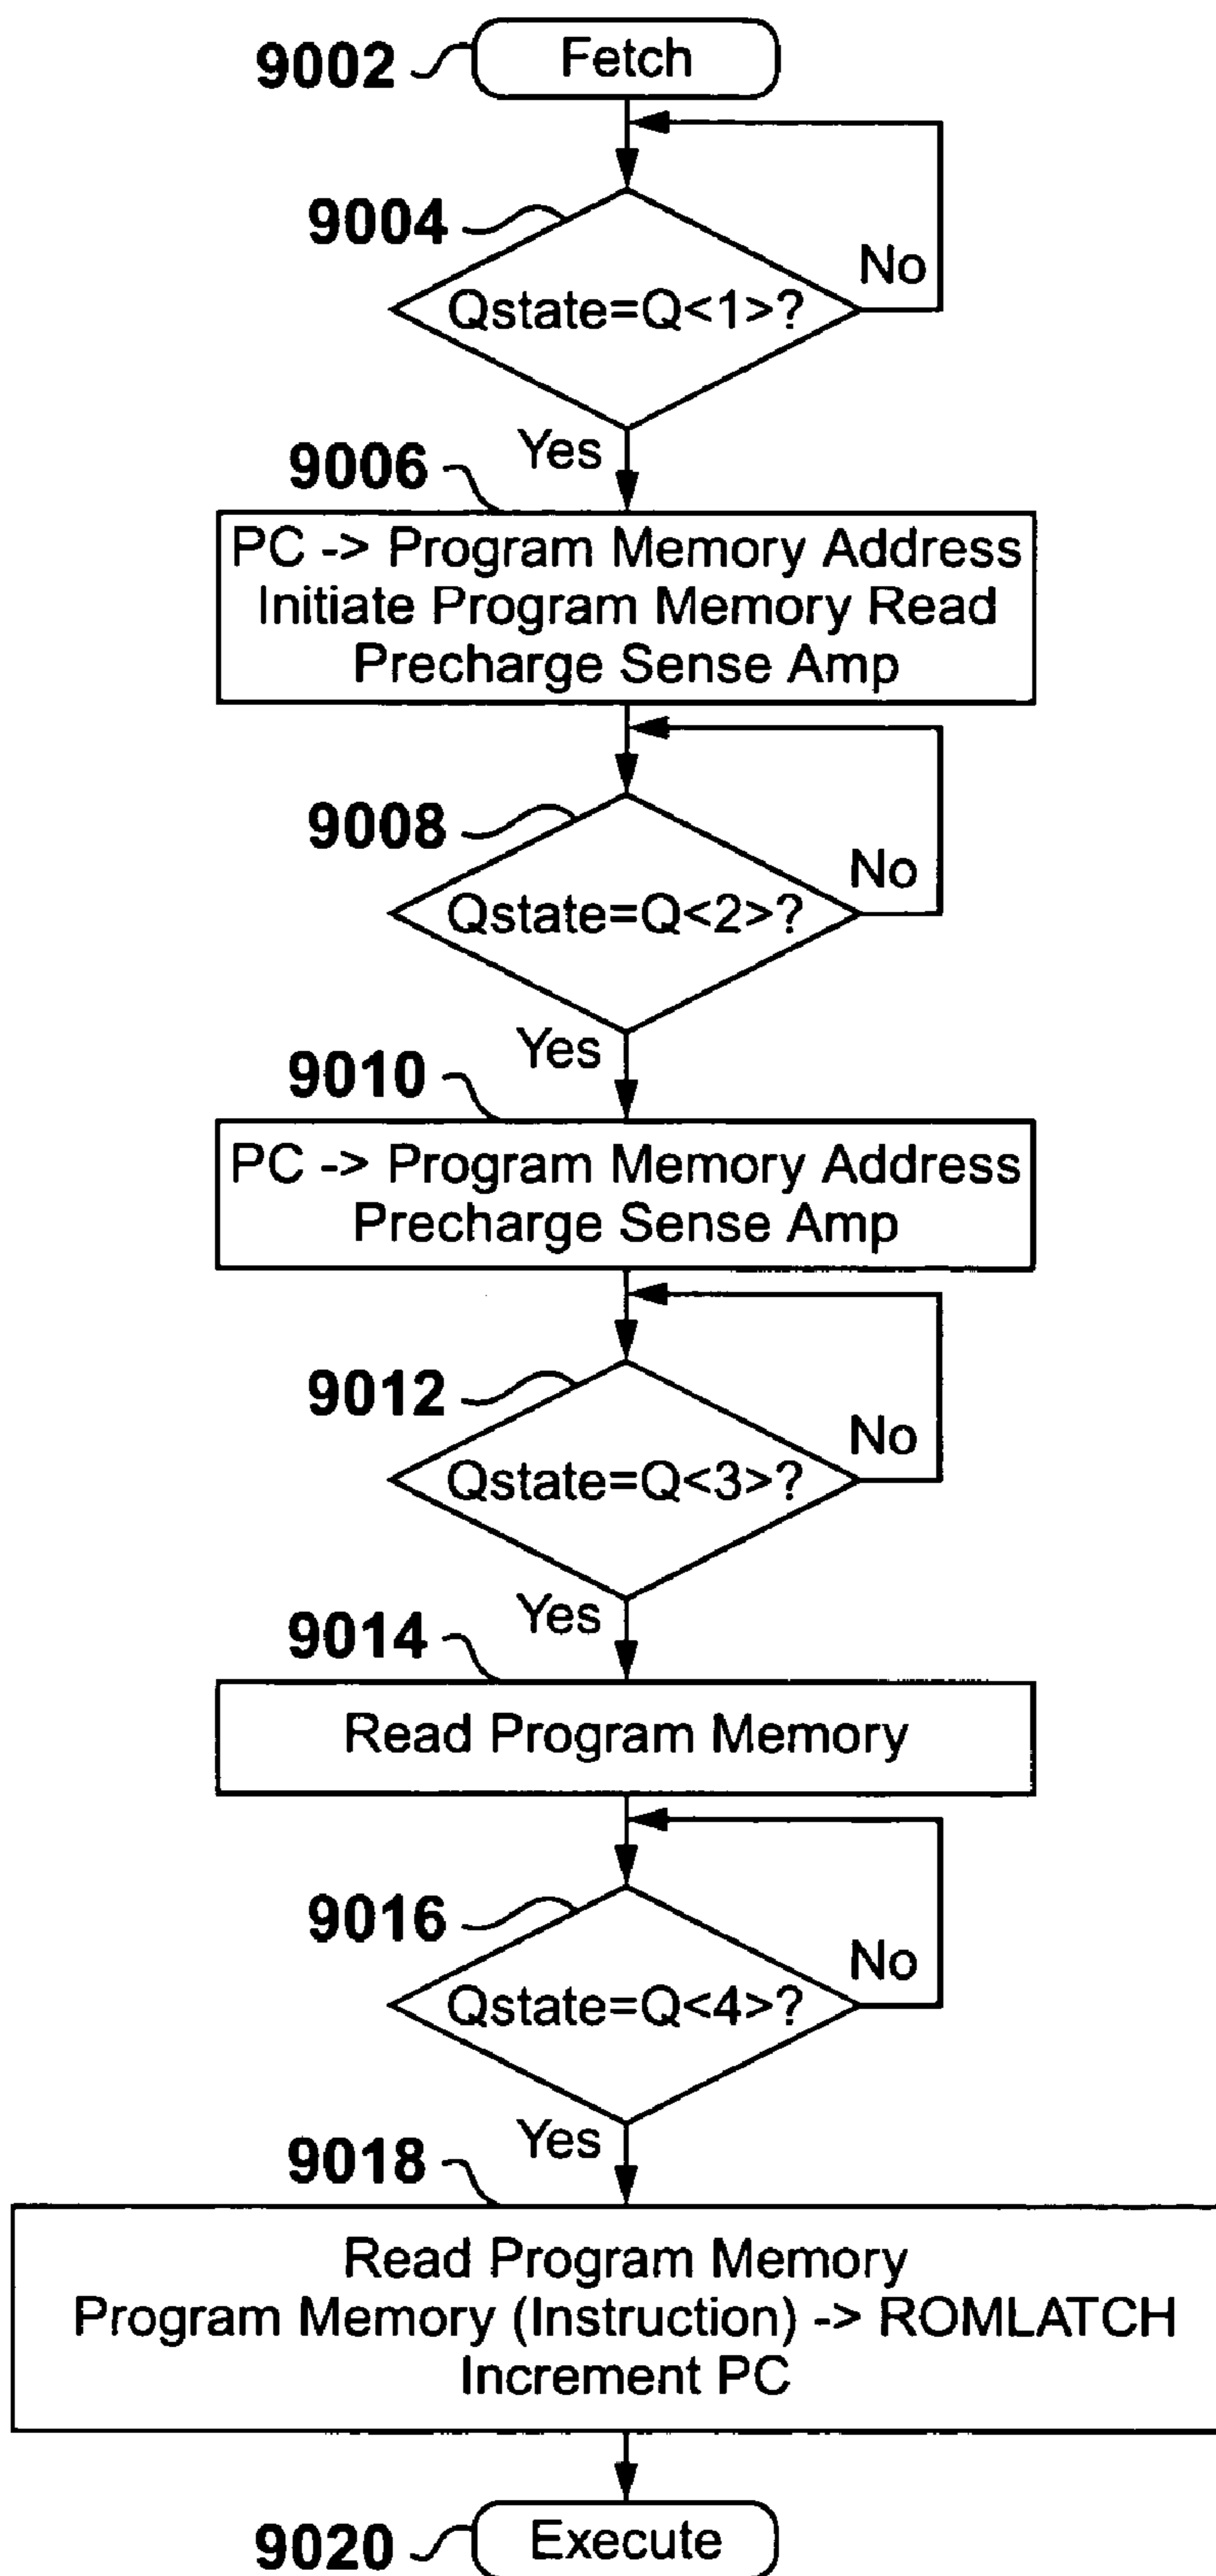 9002
Fetch
9004
Qstate=Q<1>?
No
Yes
9006
PC -> Program Memory Address
Initiate Program Memory Read
Precharge Sense Amp
9008
Qstate=Q<2>?
No
Yes
9010
PC -> Program Memory Address
Precharge Sense Amp
9012
Qstate=Q<3>?
No
Yes
9014
Read Program Memory
9016
Qstate=Q<4>?
No
Yes
9018
Read Program Memory
Program Memory (Instruction) -> ROMLATCH
Increment PC
9020
Execute